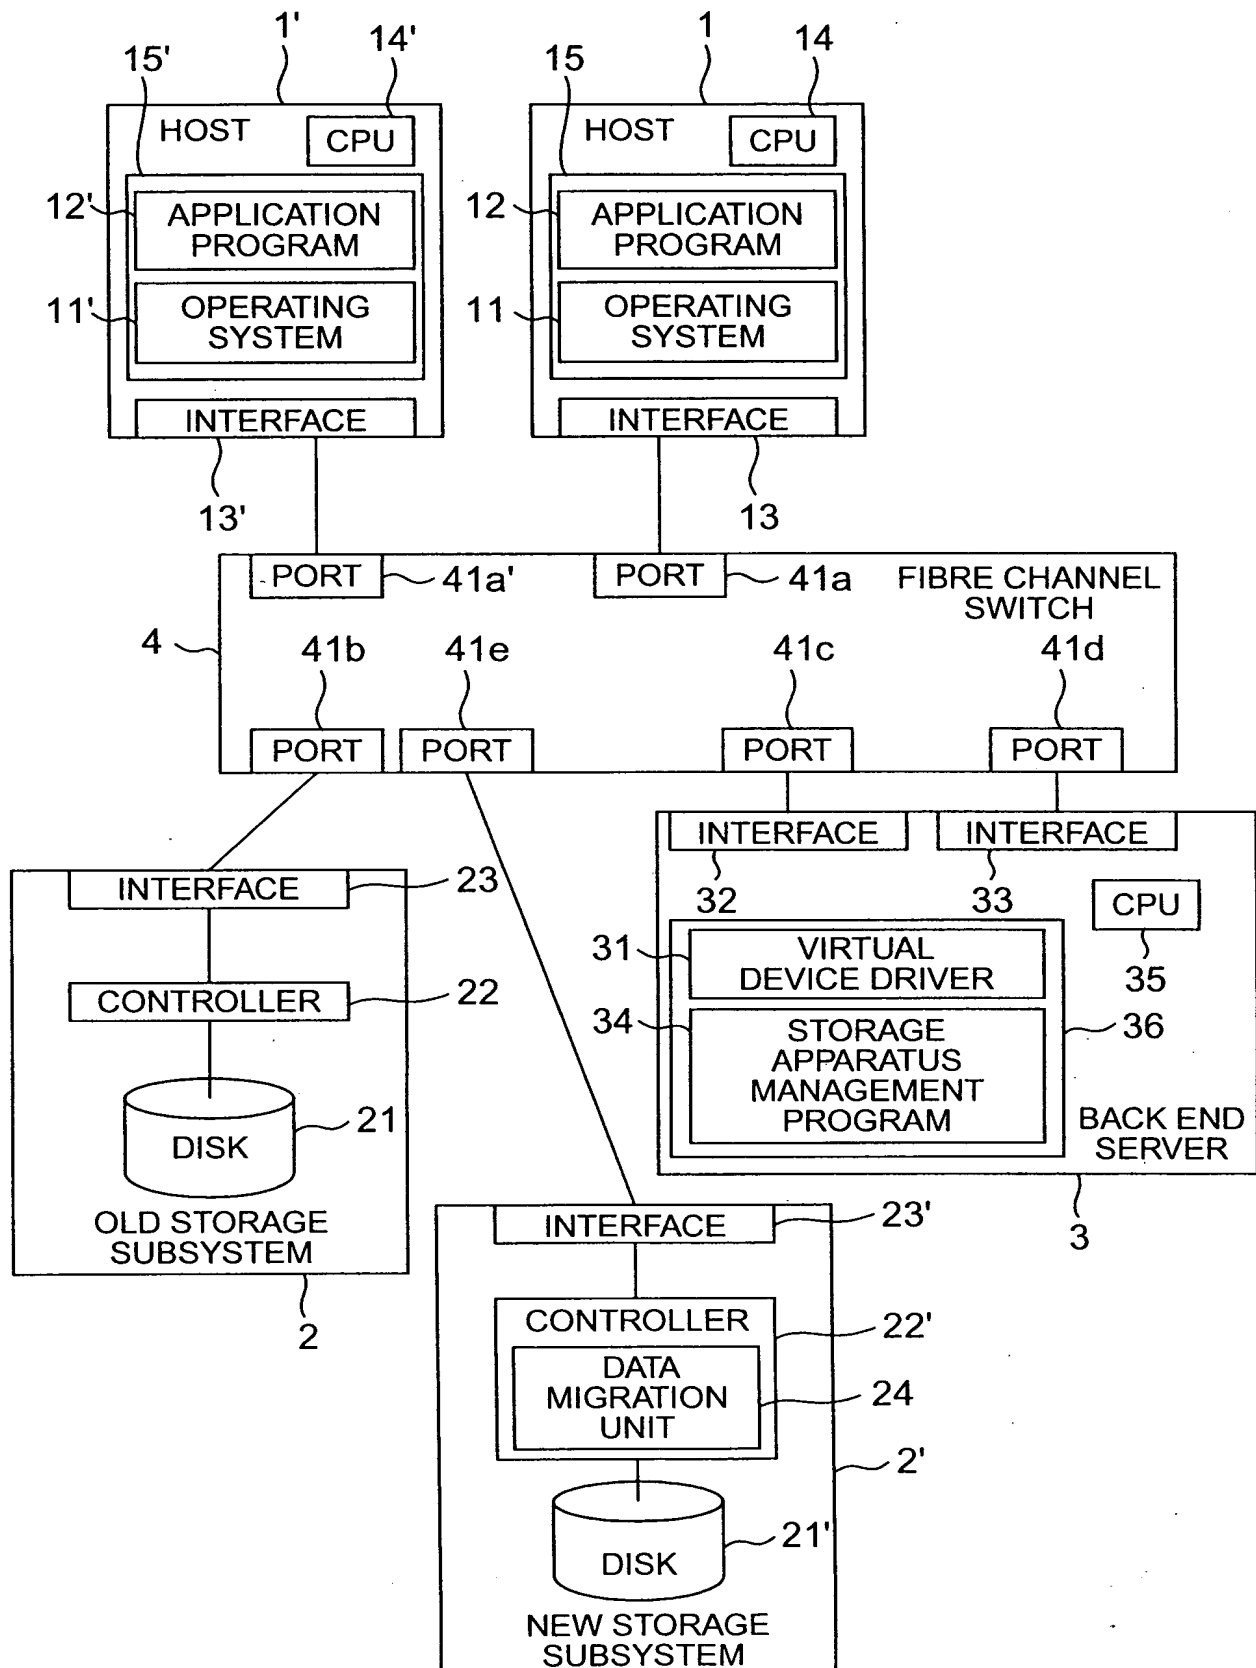 1' 14' 1 14
15' 15
HOST CPU HOST CPU
12' APPLICATION 12 APPLICATION
PROGRAM PROGRAM
11' OPERATING 11 OPERATING
SYSTEM SYSTEM
INTERFACE INTERFACE
13' 13
PORT 41a' PORT 41a FIBRE CHANNEL
SWITCH
4 41b 41e 41c 41d
PORT PORT PORT PORT
INTERFACE INTERFACE
INTERFACE 23 32 33 CPU
35
31 VIRTUAL
DEVICE DRIVER
CONTROLLER 22
34 STORAGE 36
APPARATUS
MANAGEMENT
PROGRAM
DISK 21
BACK END
SERVER
OLD STORAGE
SUBSYSTEM
2
INTERFACE 23' 3
CONTROLLER 22'
DATA
MIGRATION 24
UNIT
2'
DISK 21'
NEW STORAGE
SUBSYSTEM